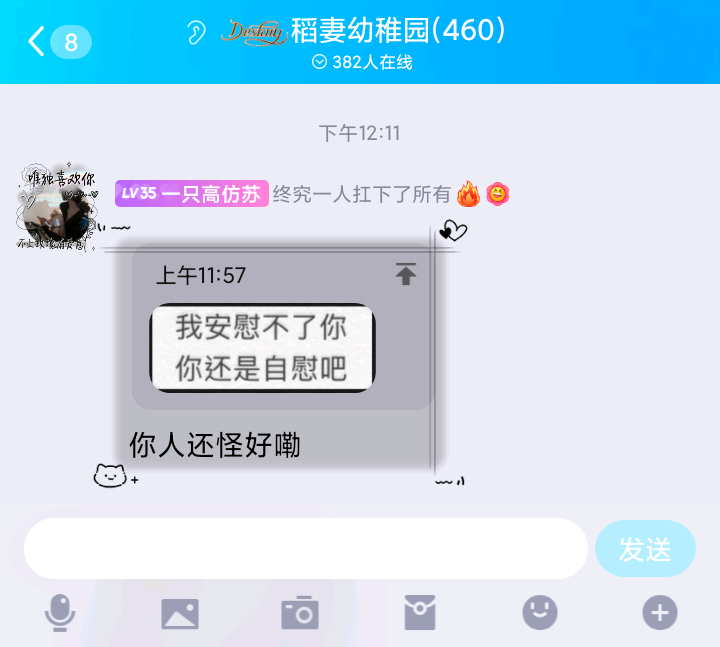 8
Destiny 稻妻幼稚园(460)
382人在线
下午12:11
唯独喜欢你
LV35 一只高仿苏 终究一人扛下了所有
上午11:57
我安慰不了你
你还是自慰吧
你人还怪好嘞
发送